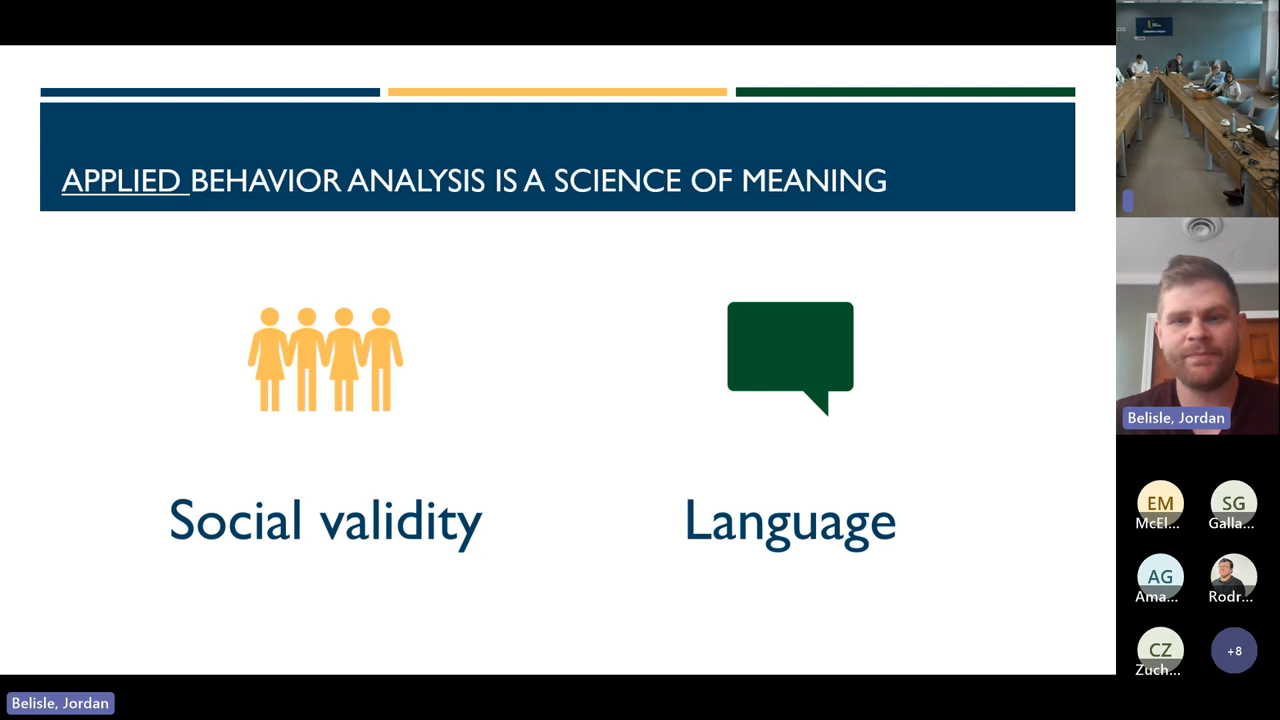 APPLIED BEHAVIOR ANALYSIS IS A SCIENCE OF MEANING
Social validity
Language
Belisle, Jordan
EM
McEl...
SG
Galla...
AG
Ama...
Rodr...
CZ
Zuch...
+8
Belisle, Jordan